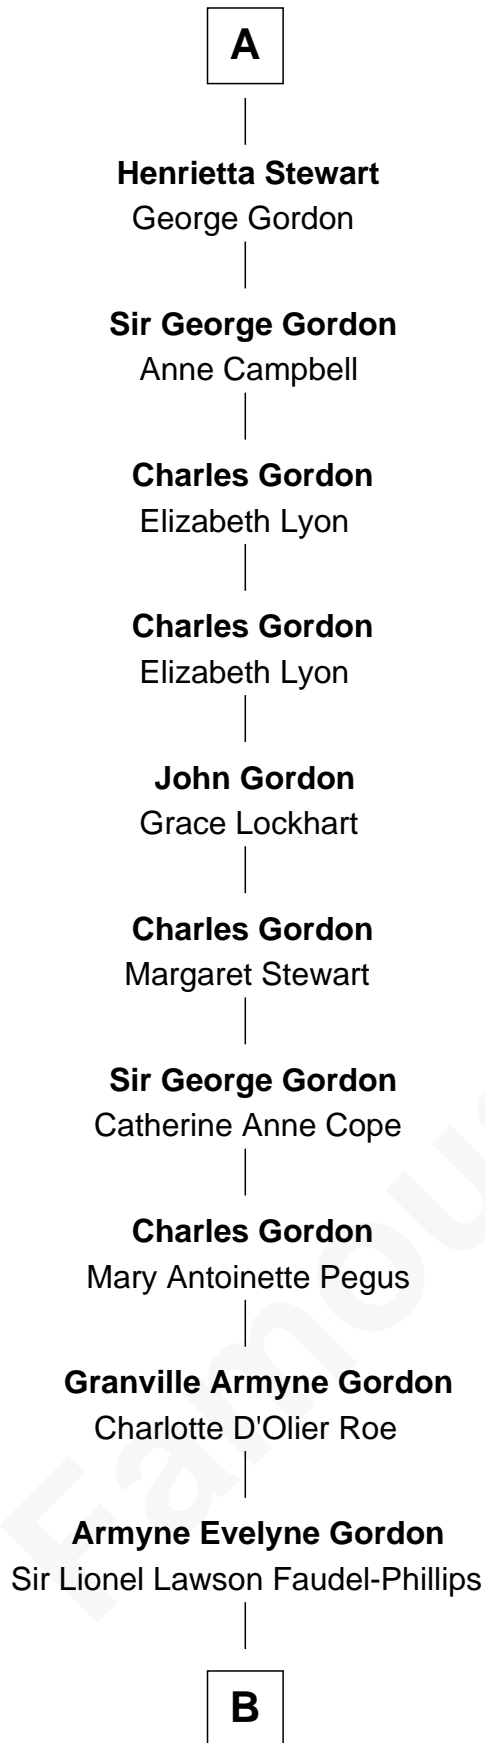 A
Henrietta Stewart
George Gordon
Sir George Gordon
Anne Campbell
Charles Gordon
Elizabeth Lyon
Charles Gordon
Elizabeth Lyon
John Gordon
Grace Lockhart
Charles Gordon
Margaret Stewart
Sir George Gordon
Catherine Anne Cope
Charles Gordon
Mary Antoinette Pegus
Granville Armyne Gordon
Charlotte D'Olier Roe
Armyne Evelyne Gordon
Sir Lionel Lawson Faudel-Phillips
B
Famou